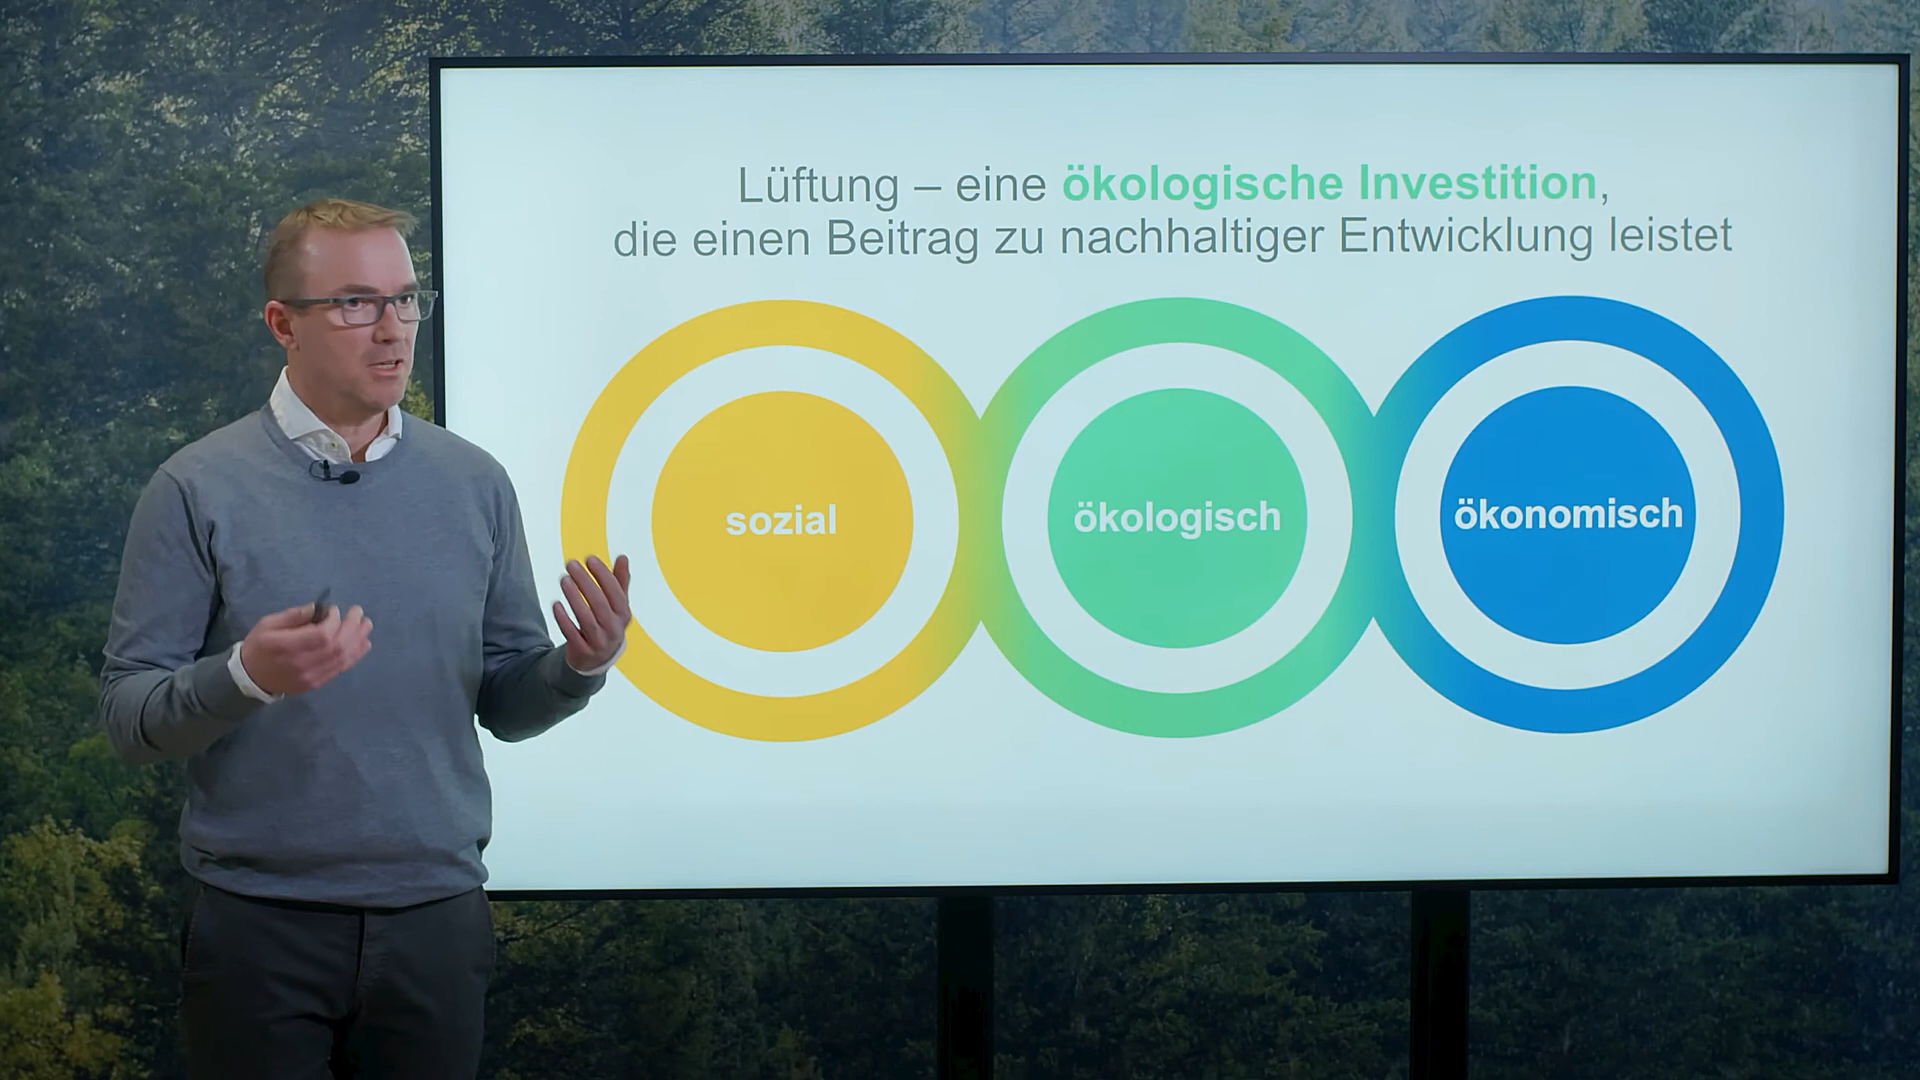 Lüftung – eine ökologische Investition,
die einen Beitrag zu nachhaltiger Entwicklung leistet
sozial
ökologisch
ökonomisch